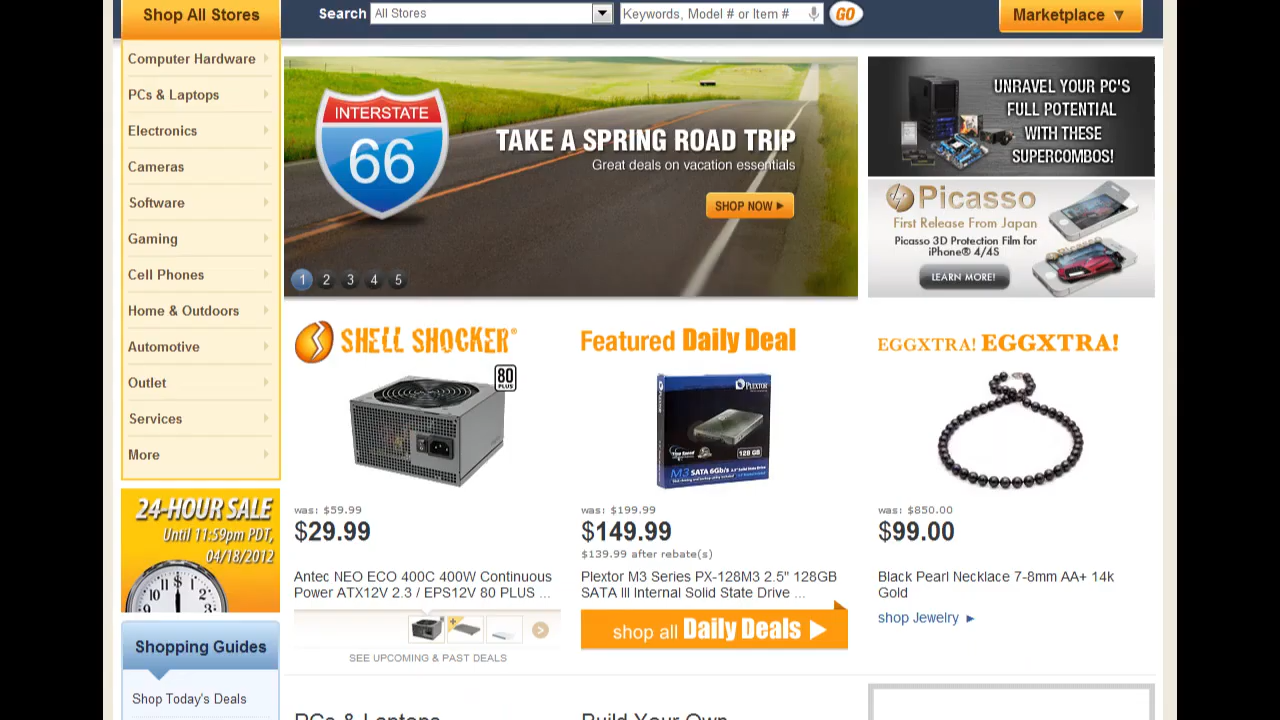 Shop All Stores
Search
All Stores
Keywords, Model # or Item #
GO
Marketplace ▼
Computer Hardware
PCs & Laptops
Electronics
Cameras
Software
Gaming
Cell Phones
Home & Outdoors
Automotive
Outlet
Services
More
INTERSTATE
66
TAKE A SPRING ROAD TRIP
Great deals on vacation essentials
SHOP NOW ►
1 2 3 4 5
UNRAVEL YOUR PC'S
FULL POTENTIAL
WITH THESE
SUPERCOMBOS!
Picasso
First Release From Japan
Picasso 3D Protection Film for
iPhone® 4/4S
LEARN MORE!
SHELL SHOCKER®
80
PLUS
was: $59.99
$29.99
Antec NEO ECO 400C 400W Continuous
Power ATX12V 2.3 / EPS12V 80 PLUS ...
SEE UPCOMING & PAST DEALS
Featured Daily Deal
PLEXTOR
128 GB
M3 SATA 6Gb/s 2.5" Solid State Drive
was: $199.99
$149.99
$139.99 after rebate(s)
Plextor M3 Series PX-128M3 2.5" 128GB
SATA III Internal Solid State Drive ...
shop all Daily Deals ►
EGGXTRA! EGGXTRA!
was: $850.00
$99.00
Black Pearl Necklace 7-8mm AA+ 14k
Gold
shop Jewelry ►
24-HOUR SALE
Until 11:59pm PDT,
04/18/2012
Shopping Guides
Shop Today's Deals
PCs & Laptops
Build Your Own